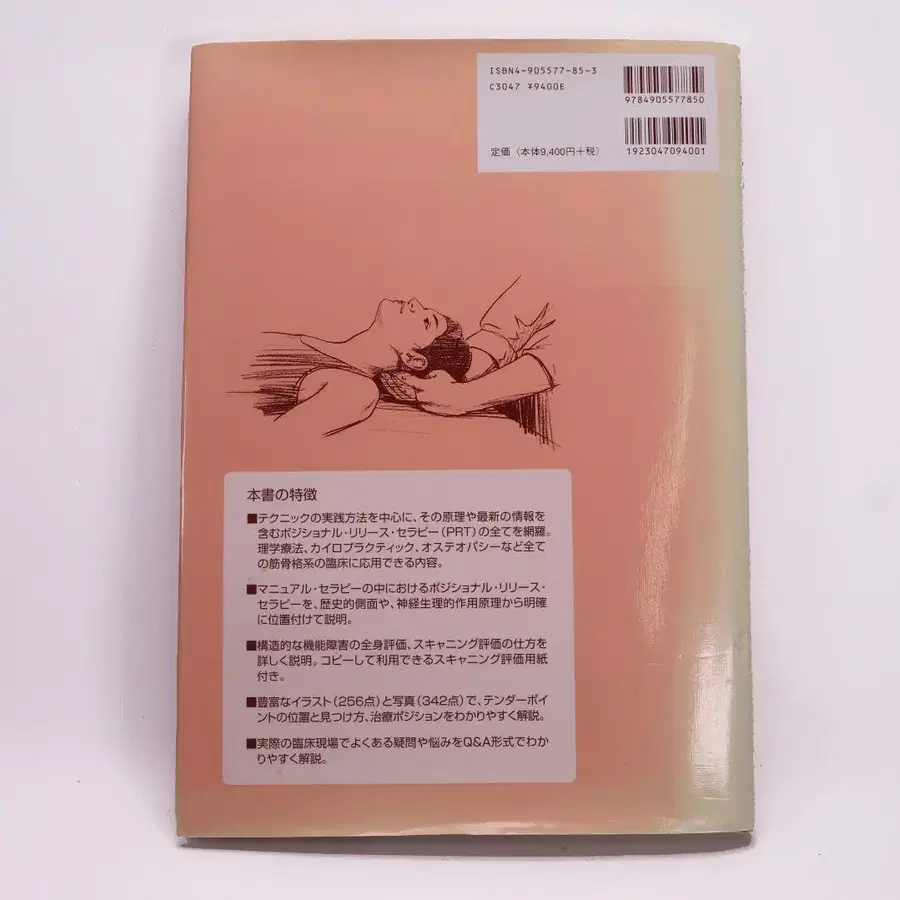 ISBN4-905577-85-3
C3047 ¥9400E
9784905577850
定価（本体9,400円＋税）
1923047094001
本書の特徴
■テクニックの実践方法を中心に、その原理や最新の情報を
含むポジショナル・リリース・セラピー（PRT）の全てを網羅。
理学療法、カイロプラクティック、オステオパシーなど全て
の筋骨格系の臨床に応用できる内容。
■マニュアル・セラピーの中におけるポジショナル・リリース・
セラピーを、歴史的側面や、神経生理的作用原理から明確
に位置付けて説明。
■構造的な機能障害の全身評価、スキャニング評価の仕方を
詳しく説明。コピーして利用できるスキャニング評価用紙
付き。
■豊富なイラスト（256点）と写真（342点）で、テンダーポイ
ントの位置と見つけ方、治療ポジションをわかりやすく解説。
■実際の臨床現場でよくある疑問や悩みをQ&A形式でわか
りやすく解説。